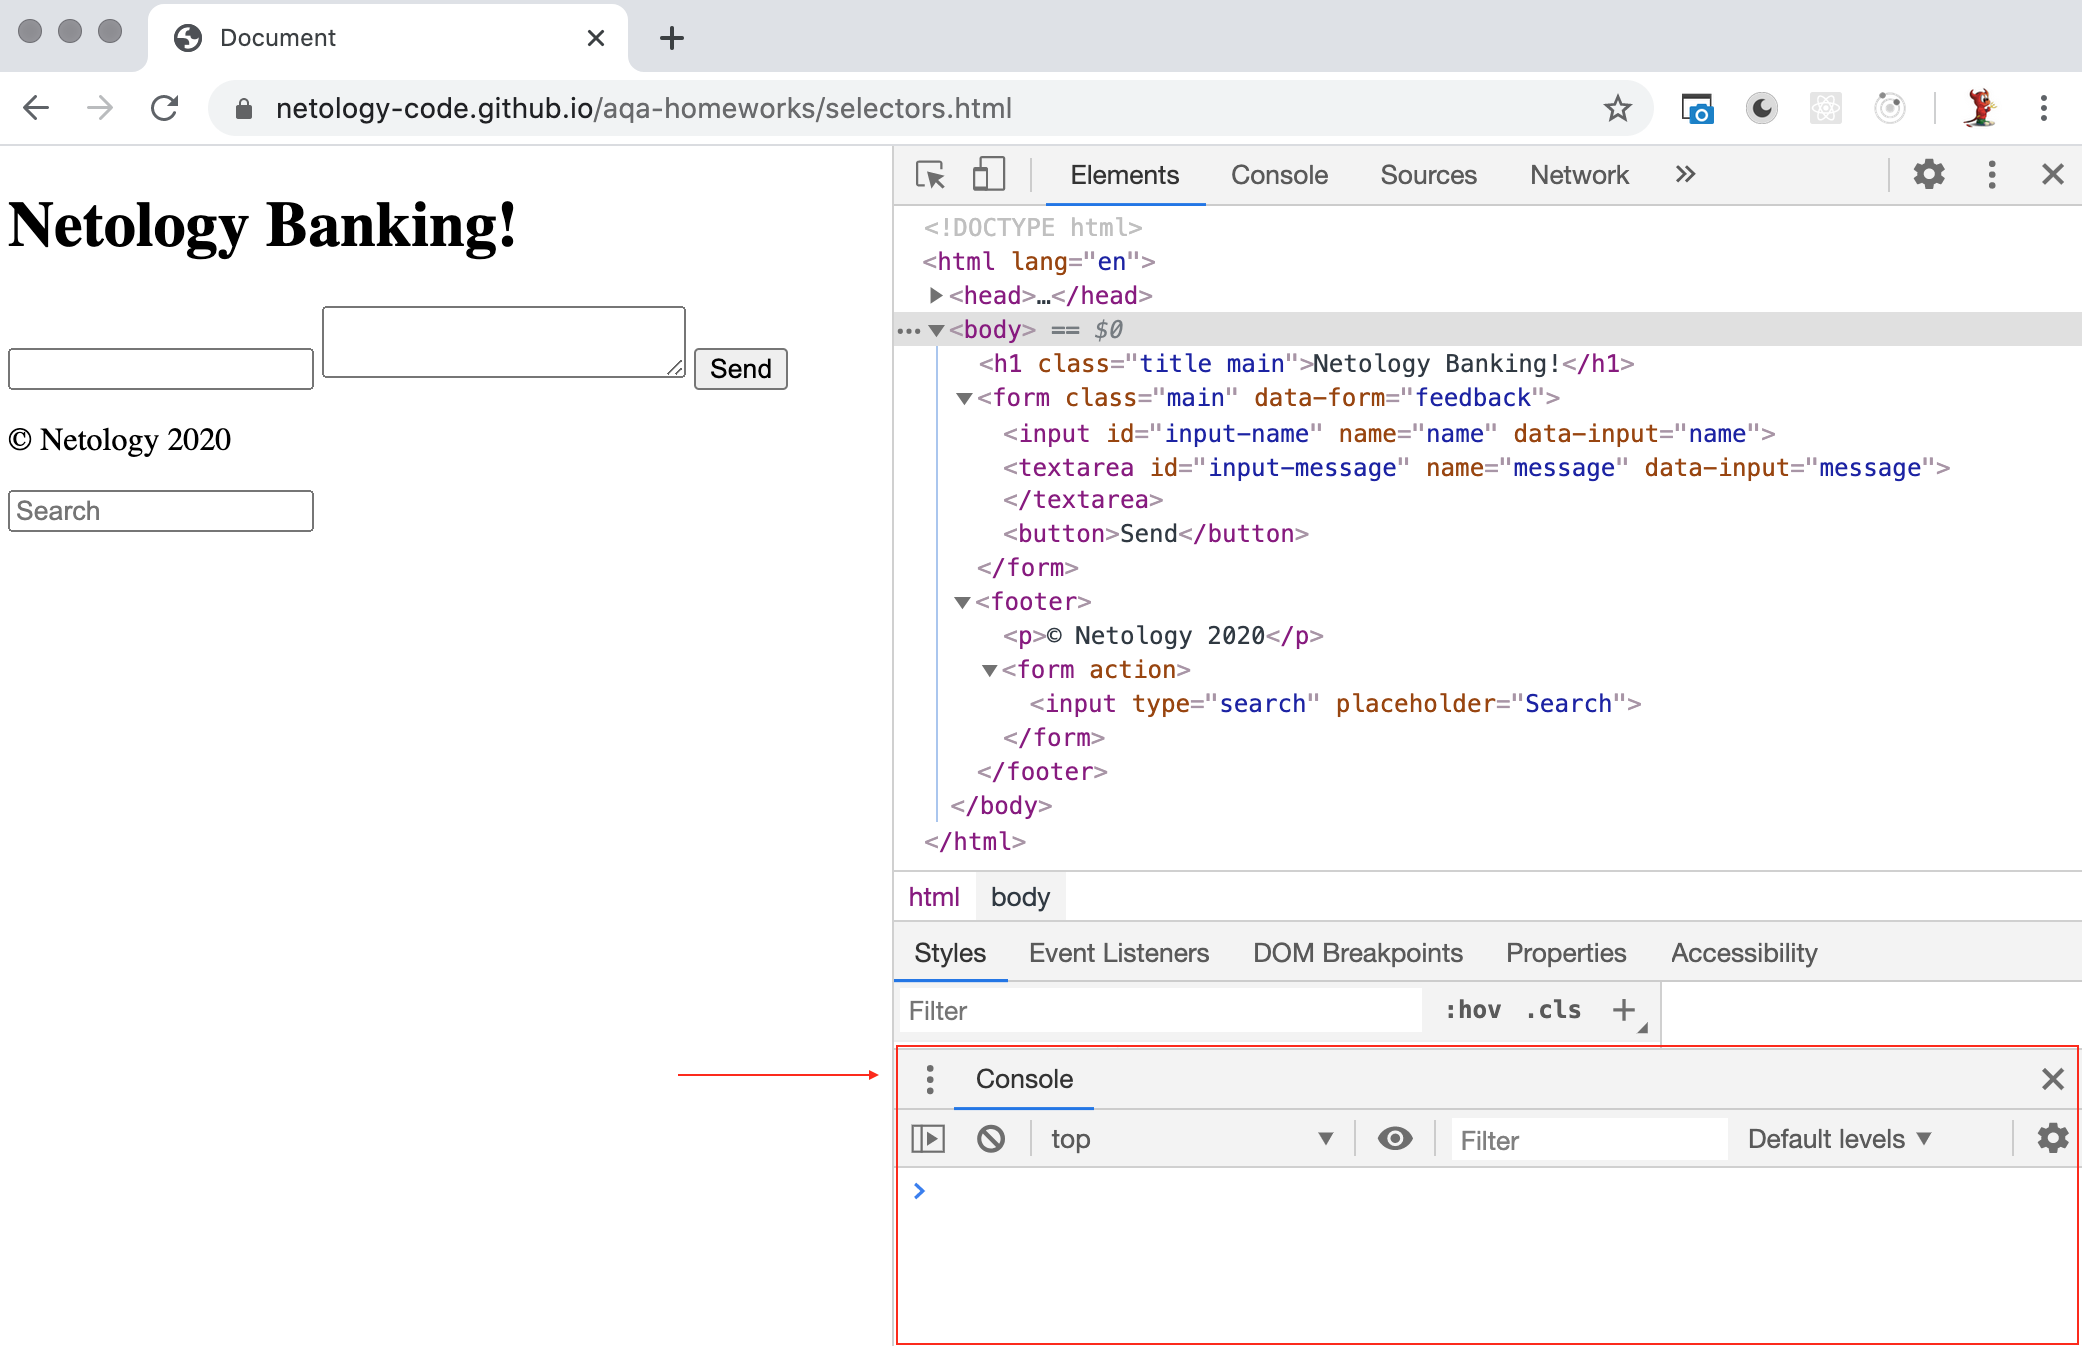 Document
netology-code.github.io/aqa-homeworks/selectors.html
Netology Banking!
Send
© Netology 2020
Search
Elements Console Sources Network
<!DOCTYPE html>
<html lang="en">
<head>…</head>
<body> == $0
<h1 class="title main">Netology Banking!</h1>
<form class="main" data-form="feedback">
<input id="input-name" name="name" data-input="name">
<textarea id="input-message" name="message" data-input="message">
</textarea>
<button>Send</button>
</form>
<footer>
<p>© Netology 2020</p>
<form action>
<input type="search" placeholder="Search">
</form>
</footer>
</body>
</html>
html body
Styles Event Listeners DOM Breakpoints Properties Accessibility
Filter :hov .cls +
Console
top Filter Default levels